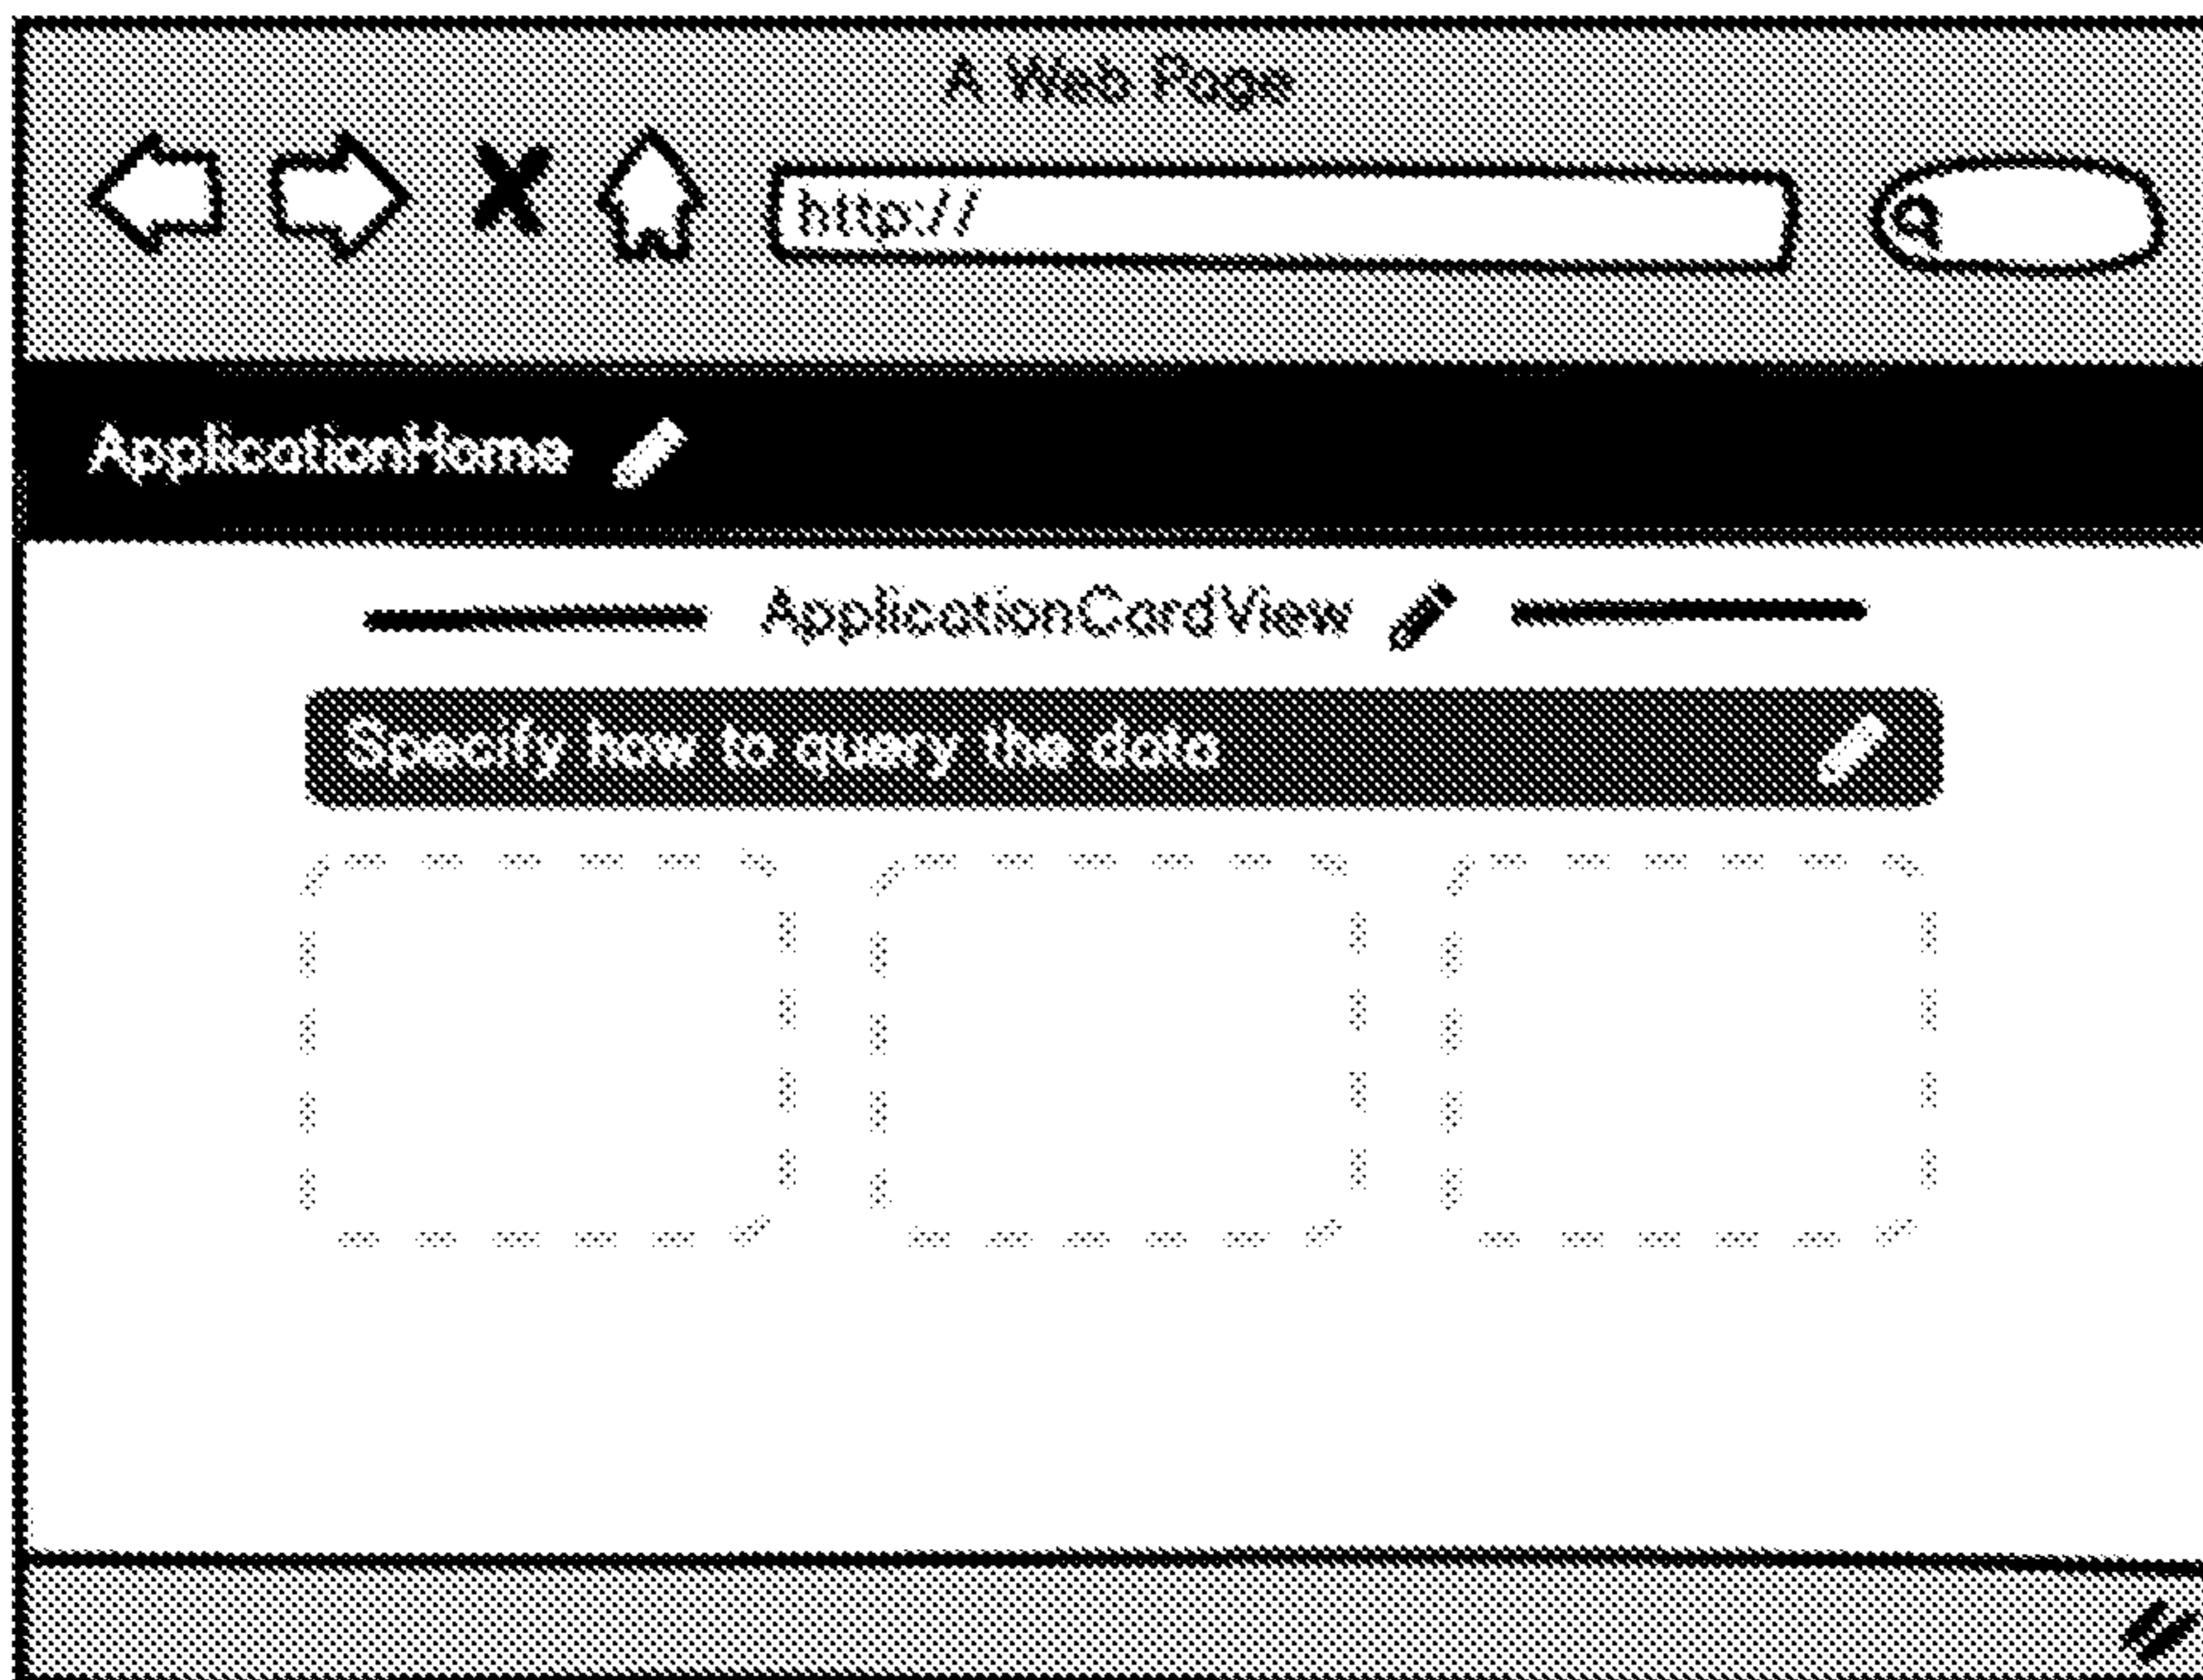 A Web Page
http://
ApplicationHome
ApplicationCardView
Specify how to query the data